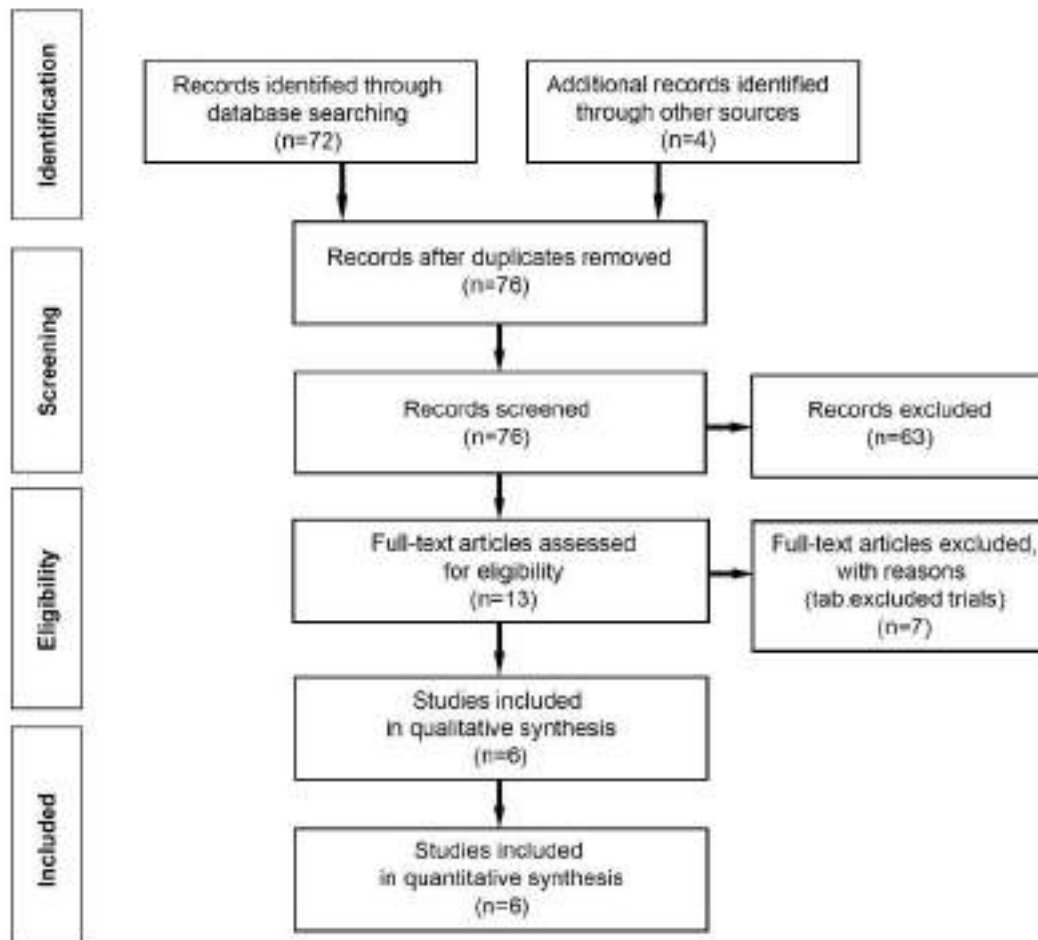 Identification
Records identified through
database searching
(n=72)
Additional records identified
through other sources
(n=4)
Records after duplicates removed
(n=76)
Screening
Records screened
(n=76)
Records excluded
(n=63)
Eligibility
Full-text articles assessed
for eligibility
(n=13)
Full-text articles excluded,
with reasons
(tab.excluded trials)
(n=7)
Studies included
in qualitative synthesis
(n=6)
Included
Studies included
in quantitative synthesis
(n=6)